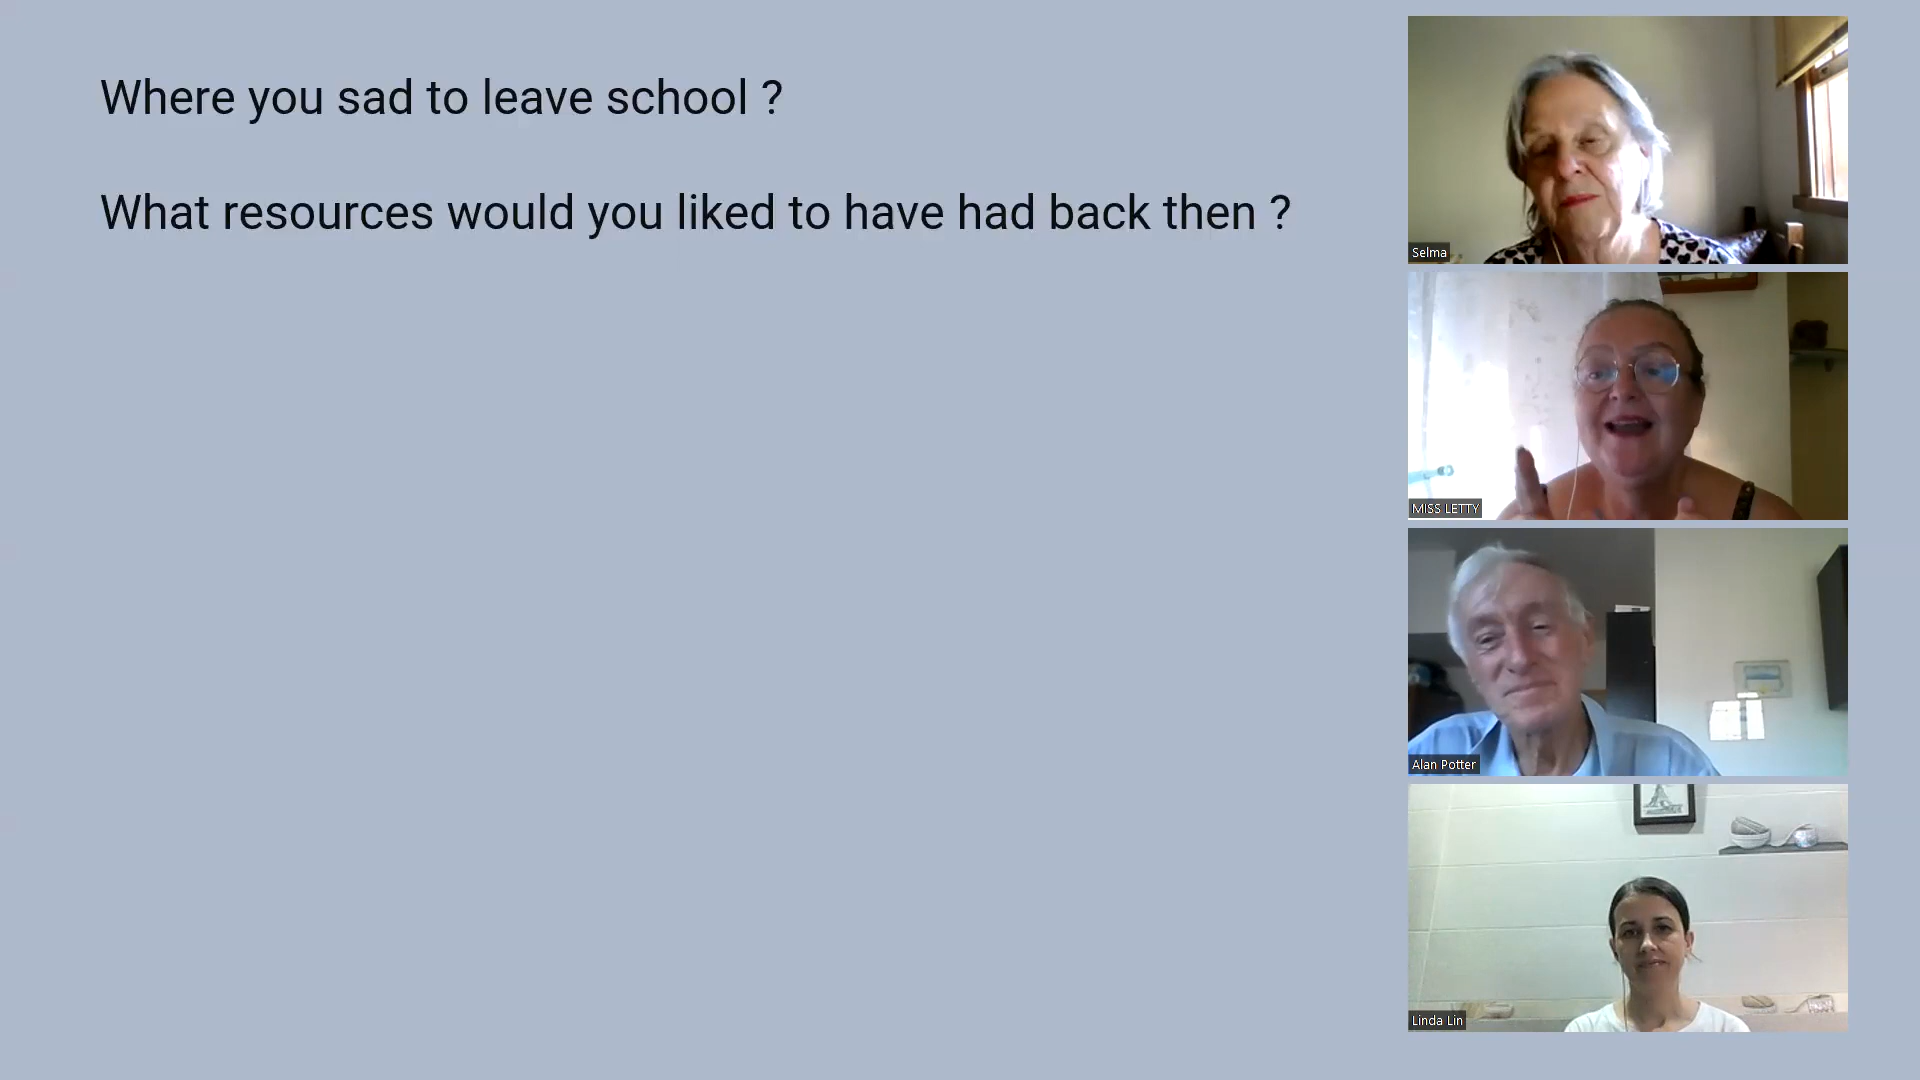 Where you sad to leave school ?
What resources would you liked to have had back then ?
Selma
MISS LETTY
Alan Potter
Linda Lin